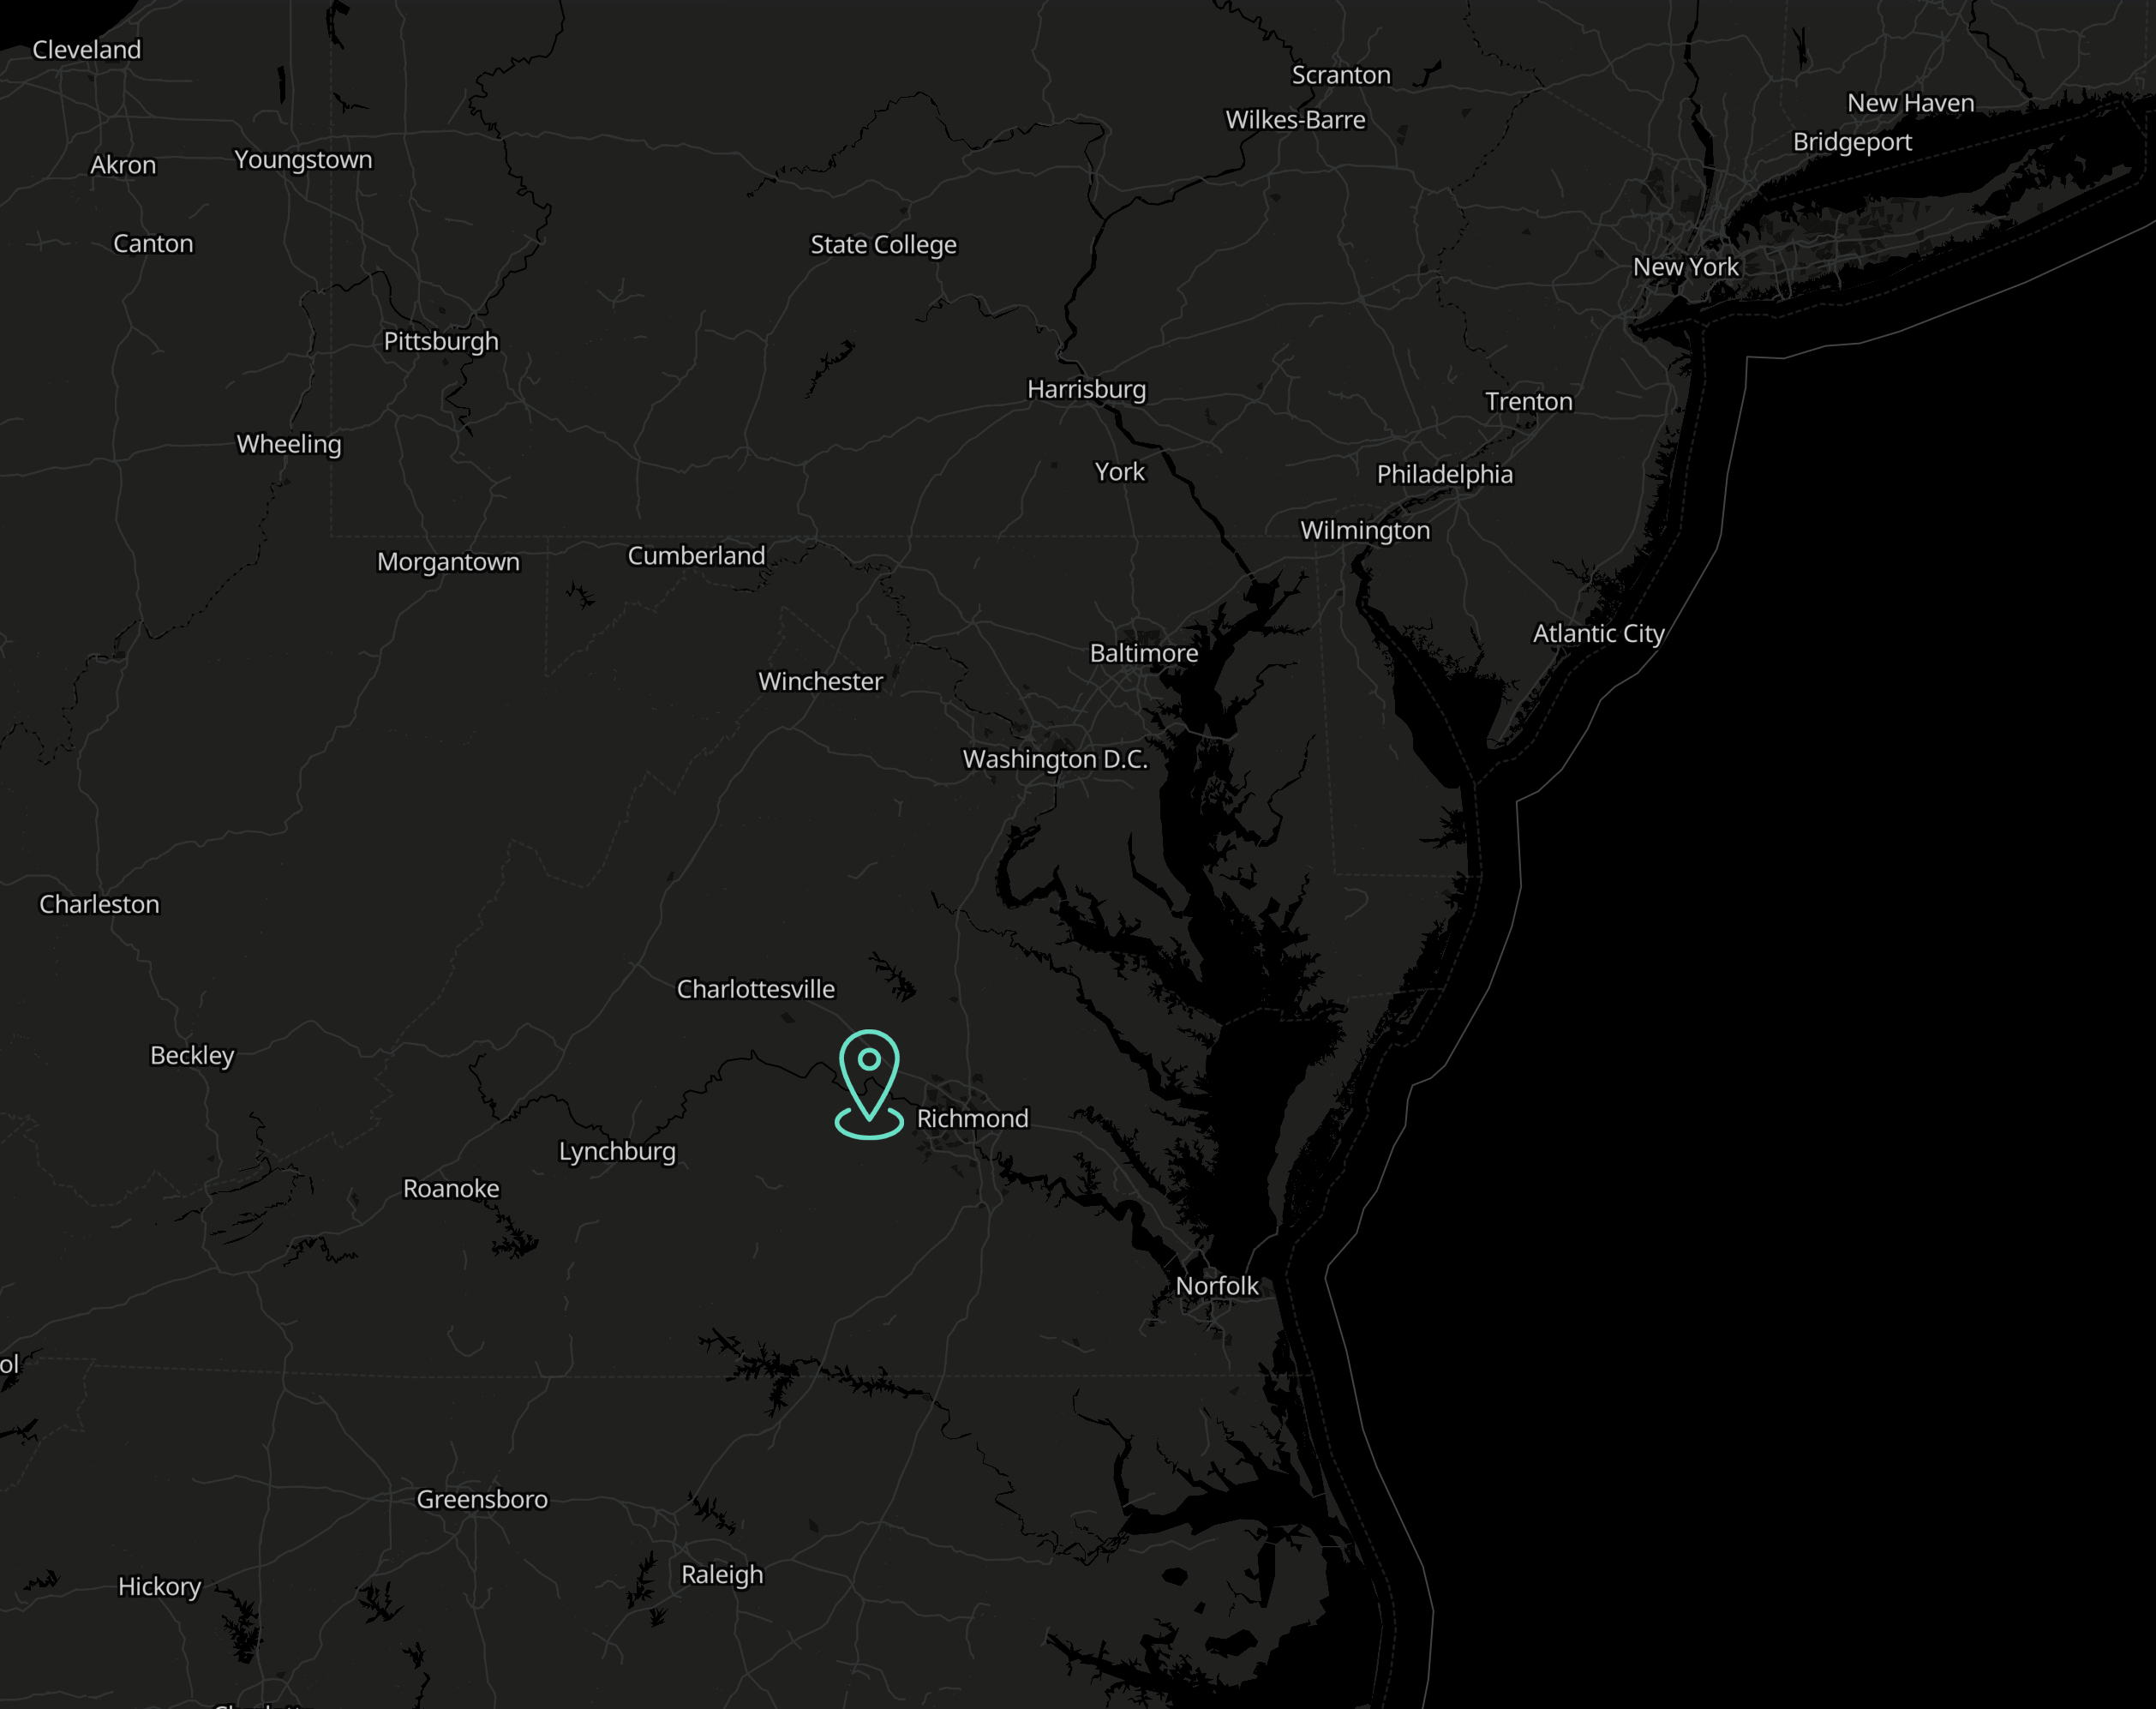 Cleveland
Scranton
New Haven
Wilkes-Barre
Bridgeport
Akron
Youngstown
Canton
State College
New York
Pittsburgh
Harrisburg
Trenton
Wheeling
York
Philadelphia
Wilmington
Morgantown
Cumberland
Atlantic City
Baltimore
Winchester
Washington D.C.
Charleston
Charlottesville
Beckley
Richmond
Lynchburg
Roanoke
Norfolk
ol
Greensboro
Raleigh
Hickory